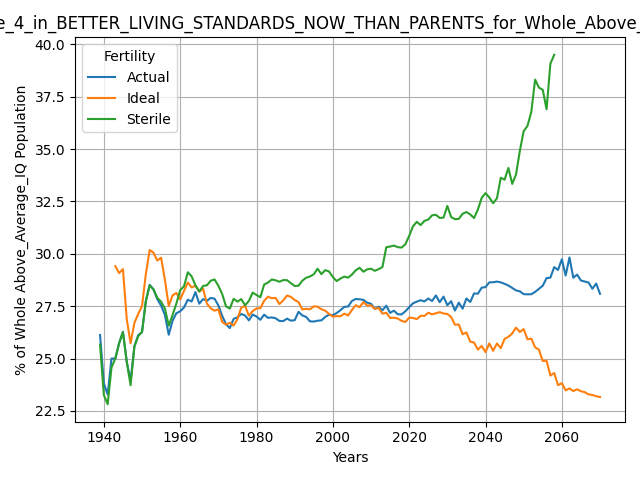 e_4_in_BETTER_LIVING_STANDARDS_NOW_THAN_PARENTS_for_Whole_Above_
Fertility
Actual
Ideal
Sterile
% of Whole Above_Average_IQ Population
40.0
37.5
35.0
32.5
30.0
27.5
25.0
22.5
1940 1960 1980 2000 2020 2040 2060
Years